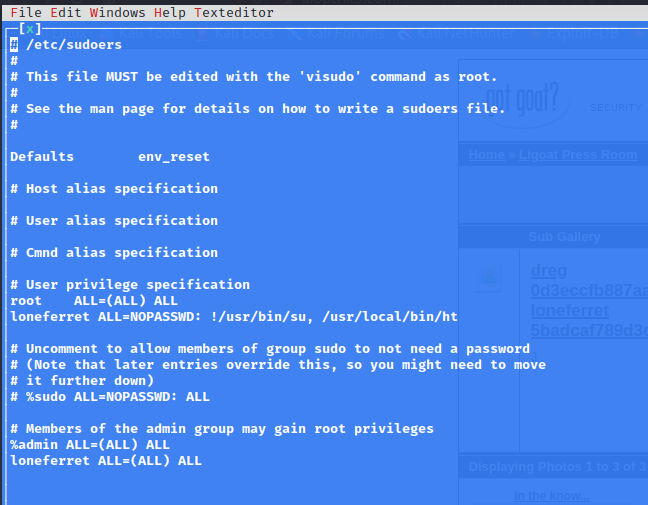 File Edit Windows Help Texteditor
[x]
# /etc/sudoers
#
# This file MUST be edited with the 'visudo' command as root.
#
# See the man page for details on how to write a sudoers file.
#
Defaults        env_reset
# Host alias specification
# User alias specification
# Cmnd alias specification
# User privilege specification
root    ALL=(ALL) ALL
loneferret ALL=NOPASSWD: !/usr/bin/su, /usr/local/bin/ht
# Uncomment to allow members of group sudo to not need a password
# (Note that later entries override this, so you might need to move
# it further down)
# %sudo ALL=NOPASSWD: ALL
# Members of the admin group may gain root privileges
%admin ALL=(ALL) ALL
loneferret ALL=(ALL) ALL
got goat?
SECURITY
Home » Ligoat Press Room
Sub Gallery
dreg
0d3eccfb887aa
loneferret
5badcaf789d3d
Displaying Photos 1 to 3 of 3
In the know...